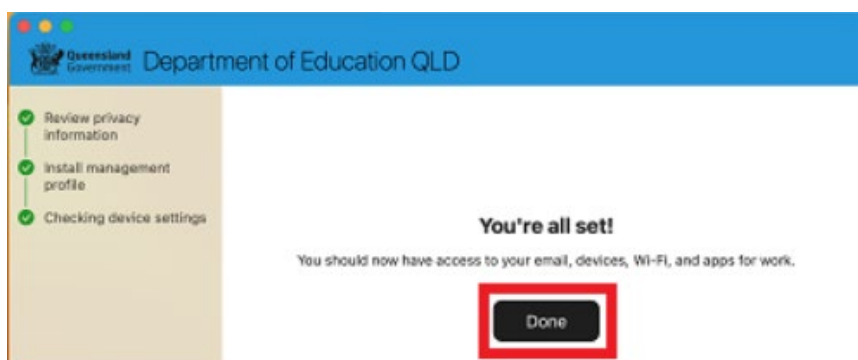 Queensland
Government
Department of Education QLD
Review privacy
information
Install management
profile
Checking device settings
You're all set!
You should now have access to your email, devices, Wi-Fi, and apps for work.
Done